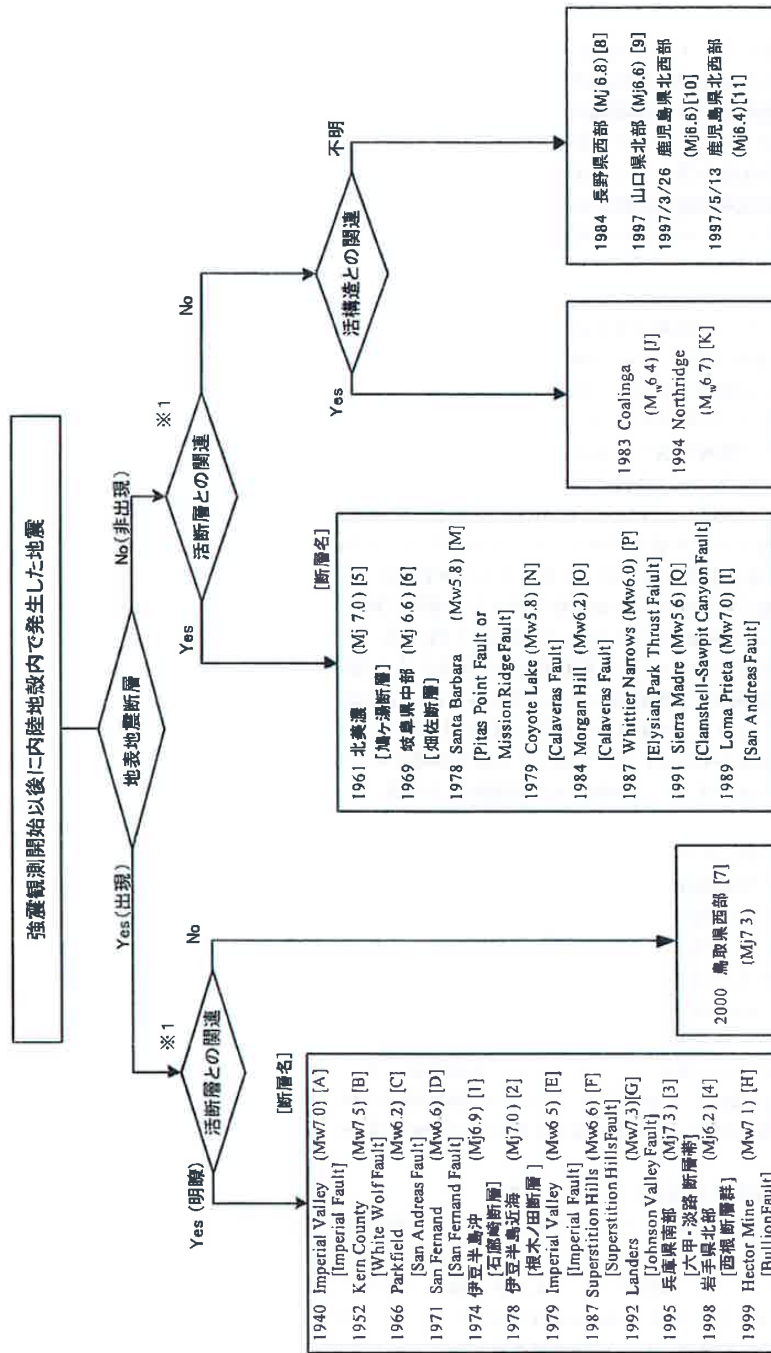 強震観測開始以後に内陸地殻内で発生した地震
地表地震断層
Yes(出現)
No(非出現)
※1
活断層との関連
Yes (明瞭)
No
※1
活断層との関連
Yes
No
活構造との関連
Yes
不明
[断層名]
1940 Imperial Valley (Mw7 0) [A]
[Imperial Fault]
1952 Kern County (Mw7.5) [B]
[White Wolf Fault]
1966 Parkfield (Mw6.2) [C]
[San Andreas Fault]
1971 San Fernand (Mw6.6) [D]
[San Fernand Fault]
1974 伊豆半島沖 (Mj6.9) [1]
[石廊崎断層]
1978 伊豆半島近海 (Mj7.0) [2]
[根木ノ田断層 ]
1979 Imperial Valley (Mw6 5) [E]
[Imperial Fault]
1987 Superstition Hills (Mw6 6) [F]
[Superstition Hills Fault]
1992 Landers (Mw7.3)[G]
[Johnson Valley Fault]
1995 兵庫県南部 (Mj7 3) [3]
[六甲-淡路断層帯]
1998 岩手県北部 (Mj6.2) [4]
[西根断層群]
1999 Hector Mine (Mw7 1) [H]
[Bullion Fault]
2000 鳥取県西部 [7]
(Mj7 3)
[断層名]
1961 北美濃 (Mj 7.0) [5]
[鳩ヶ湯断層]
1969 岐阜県中部 (Mj 6.6) [6]
[畑佐断層]
1978 Santa Barbara (Mw5.8) [M]
[Pitas Point Fault or
Mission Ridge Fault]
1979 Coyote Lake (Mw5.8) [N]
[Calaveras Fault]
1984 Morgan Hill (Mw6.2) [O]
[Calaveras Fault]
1987 Whittier Narrows (Mw6.0) [P]
[Elysian Park Thrust Falult]
1991 Sierra Madre (Mw5 6) [Q]
[Clamshell-Sawpit Canyon Fault]
1989 Loma Prieta (Mw7.0) [I]
[San Andreas Fault]
1983 Coalinga
(Mw6 4) [J]
1994 Northridge
(Mw6 7) [K]
1984 長野県西部 (Mj 6.8) [8]
1997 山口県北部 (Mj6.6) [9]
1997/3/26 鹿児島県北西部
(Mj6.6)[10]
1997/5/13 鹿児島県北西部
(Mj6.4)[11]